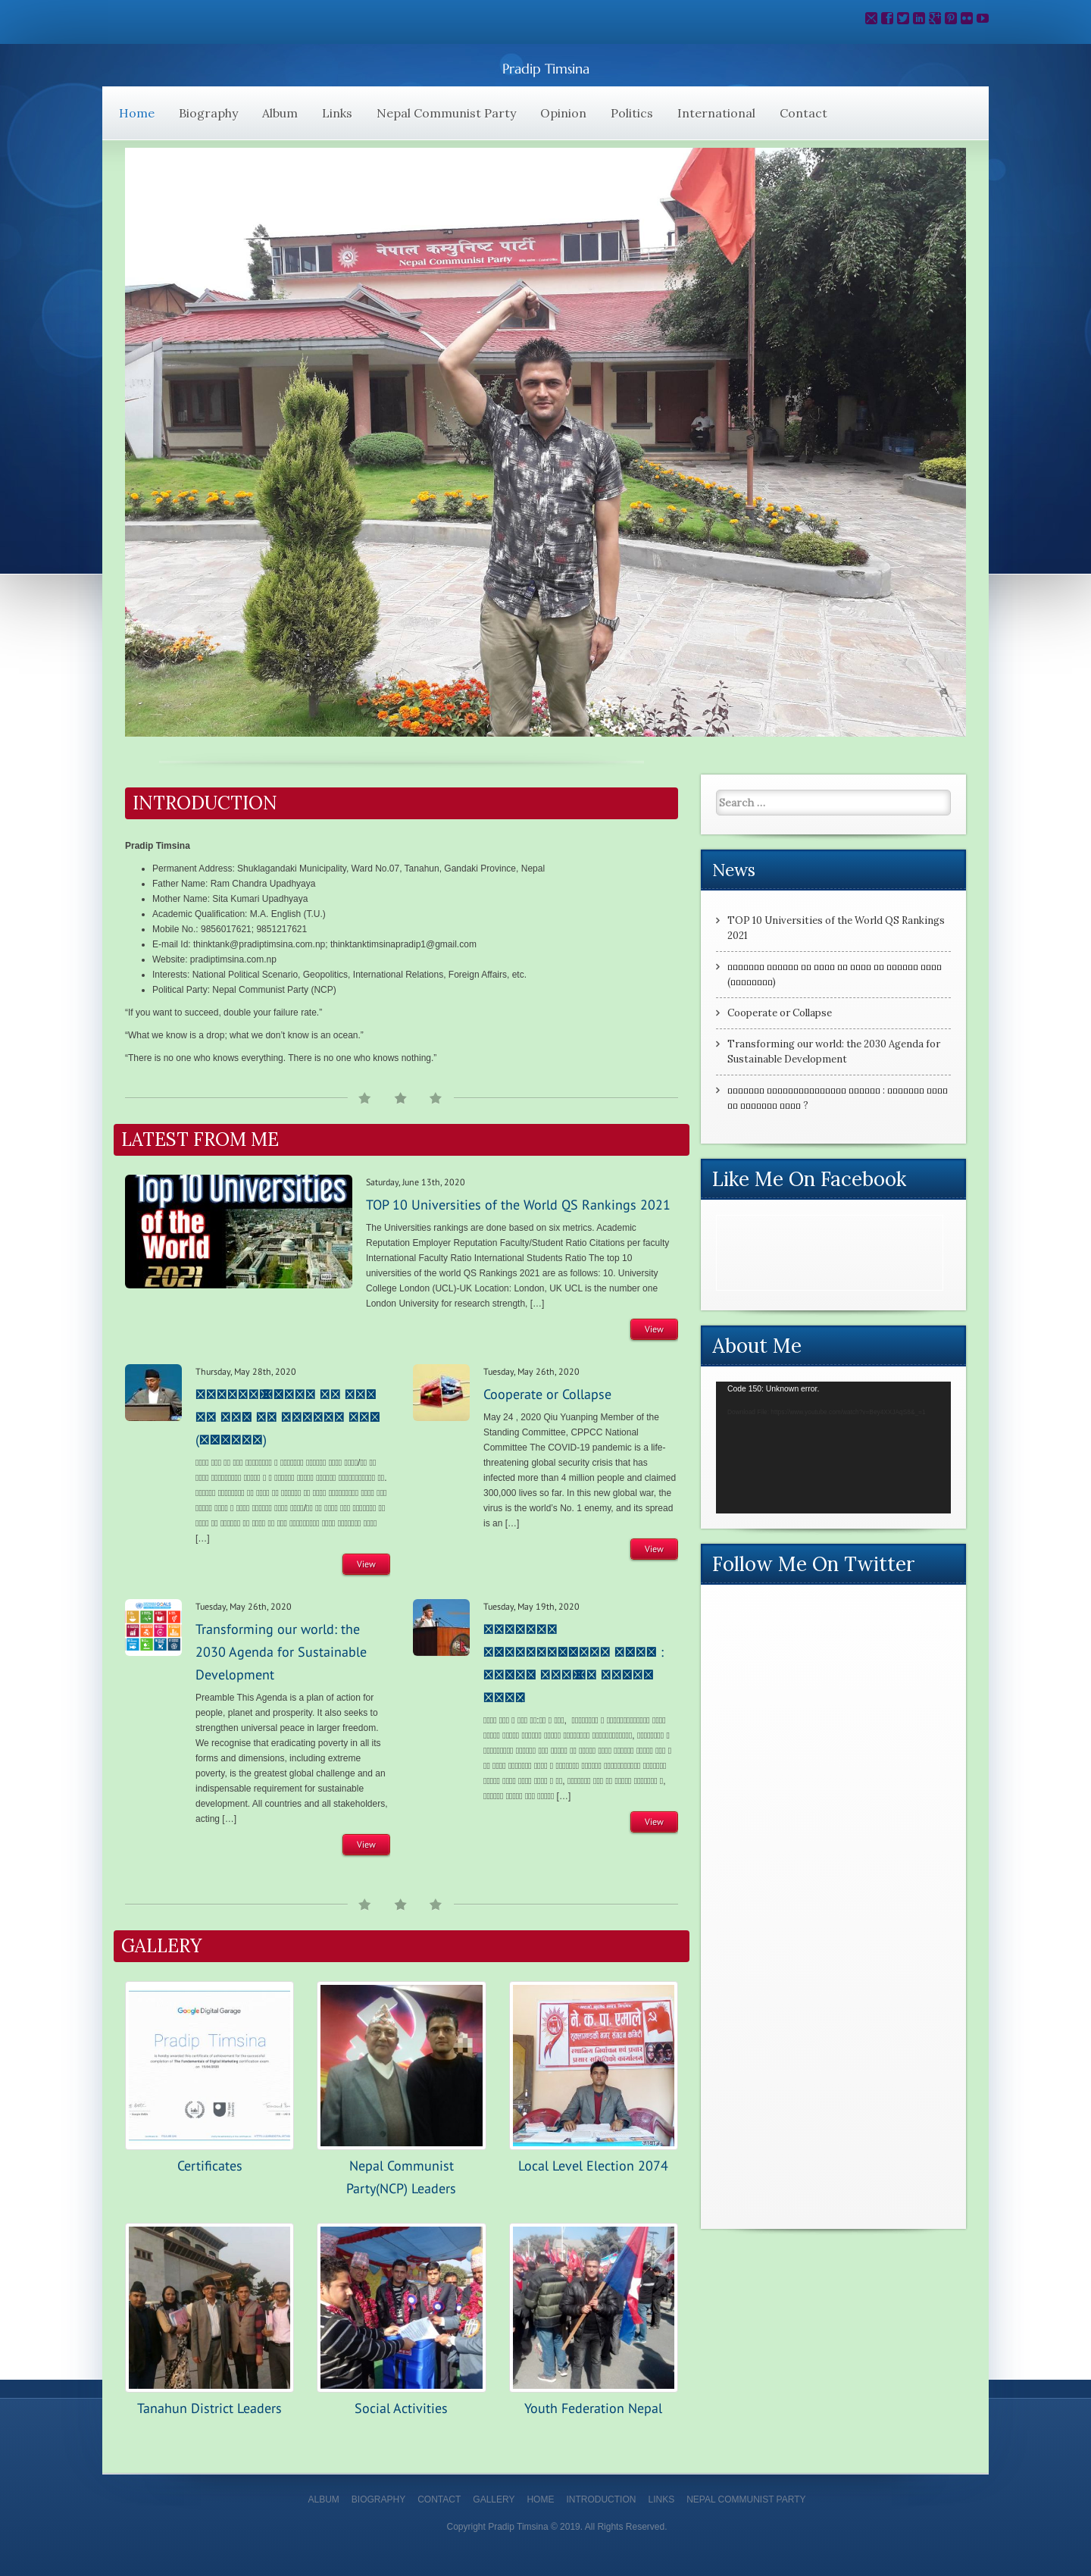 Pradip Timsina
Home Biography Album Links Nepal Communist Party Opinion Politics International Contact
नेपाल कम्युनिष्ट पार्टी
Nepal Communist Party
INTRODUCTION
Pradip Timsina
Permanent Address: Shuklagandaki Municipality, Ward No.07, Tanahun, Gandaki Province, Nepal
Father Name: Ram Chandra Upadhyaya
Mother Name: Sita Kumari Upadhyaya
Academic Qualification: M.A. English (T.U.)
Mobile No.: 9856017621; 9851217621
E-mail Id: thinktank@pradiptimsina.com.np; thinktanktimsinapradip1@gmail.com
Website: pradiptimsina.com.np
Interests: National Political Scenario, Geopolitics, International Relations, Foreign Affairs, etc.
Political Party: Nepal Communist Party (NCP)
“If you want to succeed, double your failure rate.”
“What we know is a drop; what we don’t know is an ocean.”
“There is no one who knows everything. There is no one who knows nothing.”
LATEST FROM ME
Top 10 Universities
of the
World
2021
Saturday, June 13th, 2020
TOP 10 Universities of the World QS Rankings 2021
The Universities rankings are done based on six metrics. Academic
Reputation Employer Reputation Faculty/Student Ratio Citations per faculty
International Faculty Ratio International Students Ratio The top 10
universities of the world QS Rankings 2021 are as follows: 10. University
College London (UCL)-UK Location: London, UK UCL is the number one
London University for research strength, […]
View
Thursday, May 28th, 2020
[…]
View
Tuesday, May 26th, 2020
Cooperate or Collapse
May 24 , 2020 Qiu Yuanping Member of the
Standing Committee, CPPCC National
Committee The COVID-19 pandemic is a life-
threatening global security crisis that has
infected more than 4 million people and claimed
300,000 lives so far. In this new global war, the
virus is the world’s No. 1 enemy, and its spread
is an […]
View
Tuesday, May 26th, 2020
Transforming our world: the
2030 Agenda for Sustainable
Development
Preamble This Agenda is a plan of action for
people, planet and prosperity. It also seeks to
strengthen universal peace in larger freedom.
We recognise that eradicating poverty in all its
forms and dimensions, including extreme
poverty, is the greatest global challenge and an
indispensable requirement for sustainable
development. All countries and all stakeholders,
acting […]
View
Tuesday, May 19th, 2020
[…]
View
GALLERY
Google Digital Garage
Pradip Timsina
Certificates
Nepal Communist
Party(NCP) Leaders
ने.क.पा. एमाले
Local Level Election 2074
Tanahun District Leaders
Social Activities
Youth Federation Nepal
Search …
News
TOP 10 Universities of the World QS Rankings
2021
Cooperate or Collapse
Transforming our world: the 2030 Agenda for
Sustainable Development
Like Me On Facebook
About Me
Code 150: Unknown error.
Follow Me On Twitter
ALBUM BIOGRAPHY CONTACT GALLERY HOME INTRODUCTION LINKS NEPAL COMMUNIST PARTY
Copyright Pradip Timsina © 2019. All Rights Reserved.